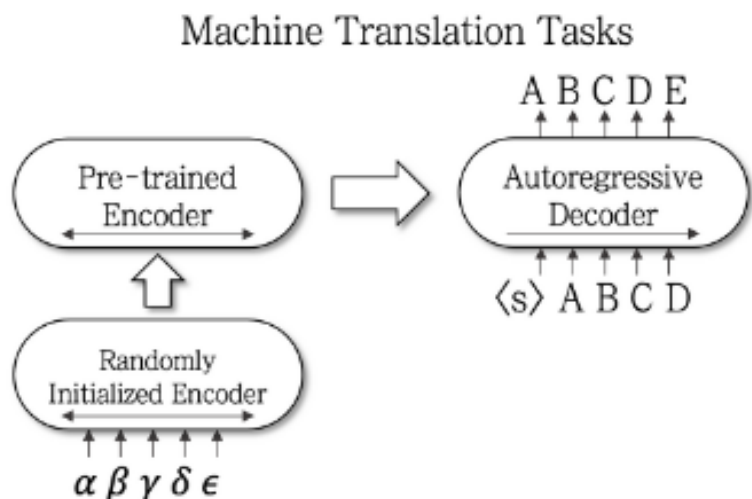 Machine Translation Tasks
A B C D E
Pre-trained
Encoder
Autoregressive
Decoder
⟨s⟩ A B C D
Randomly
Initialized Encoder
α β γ δ ϵ